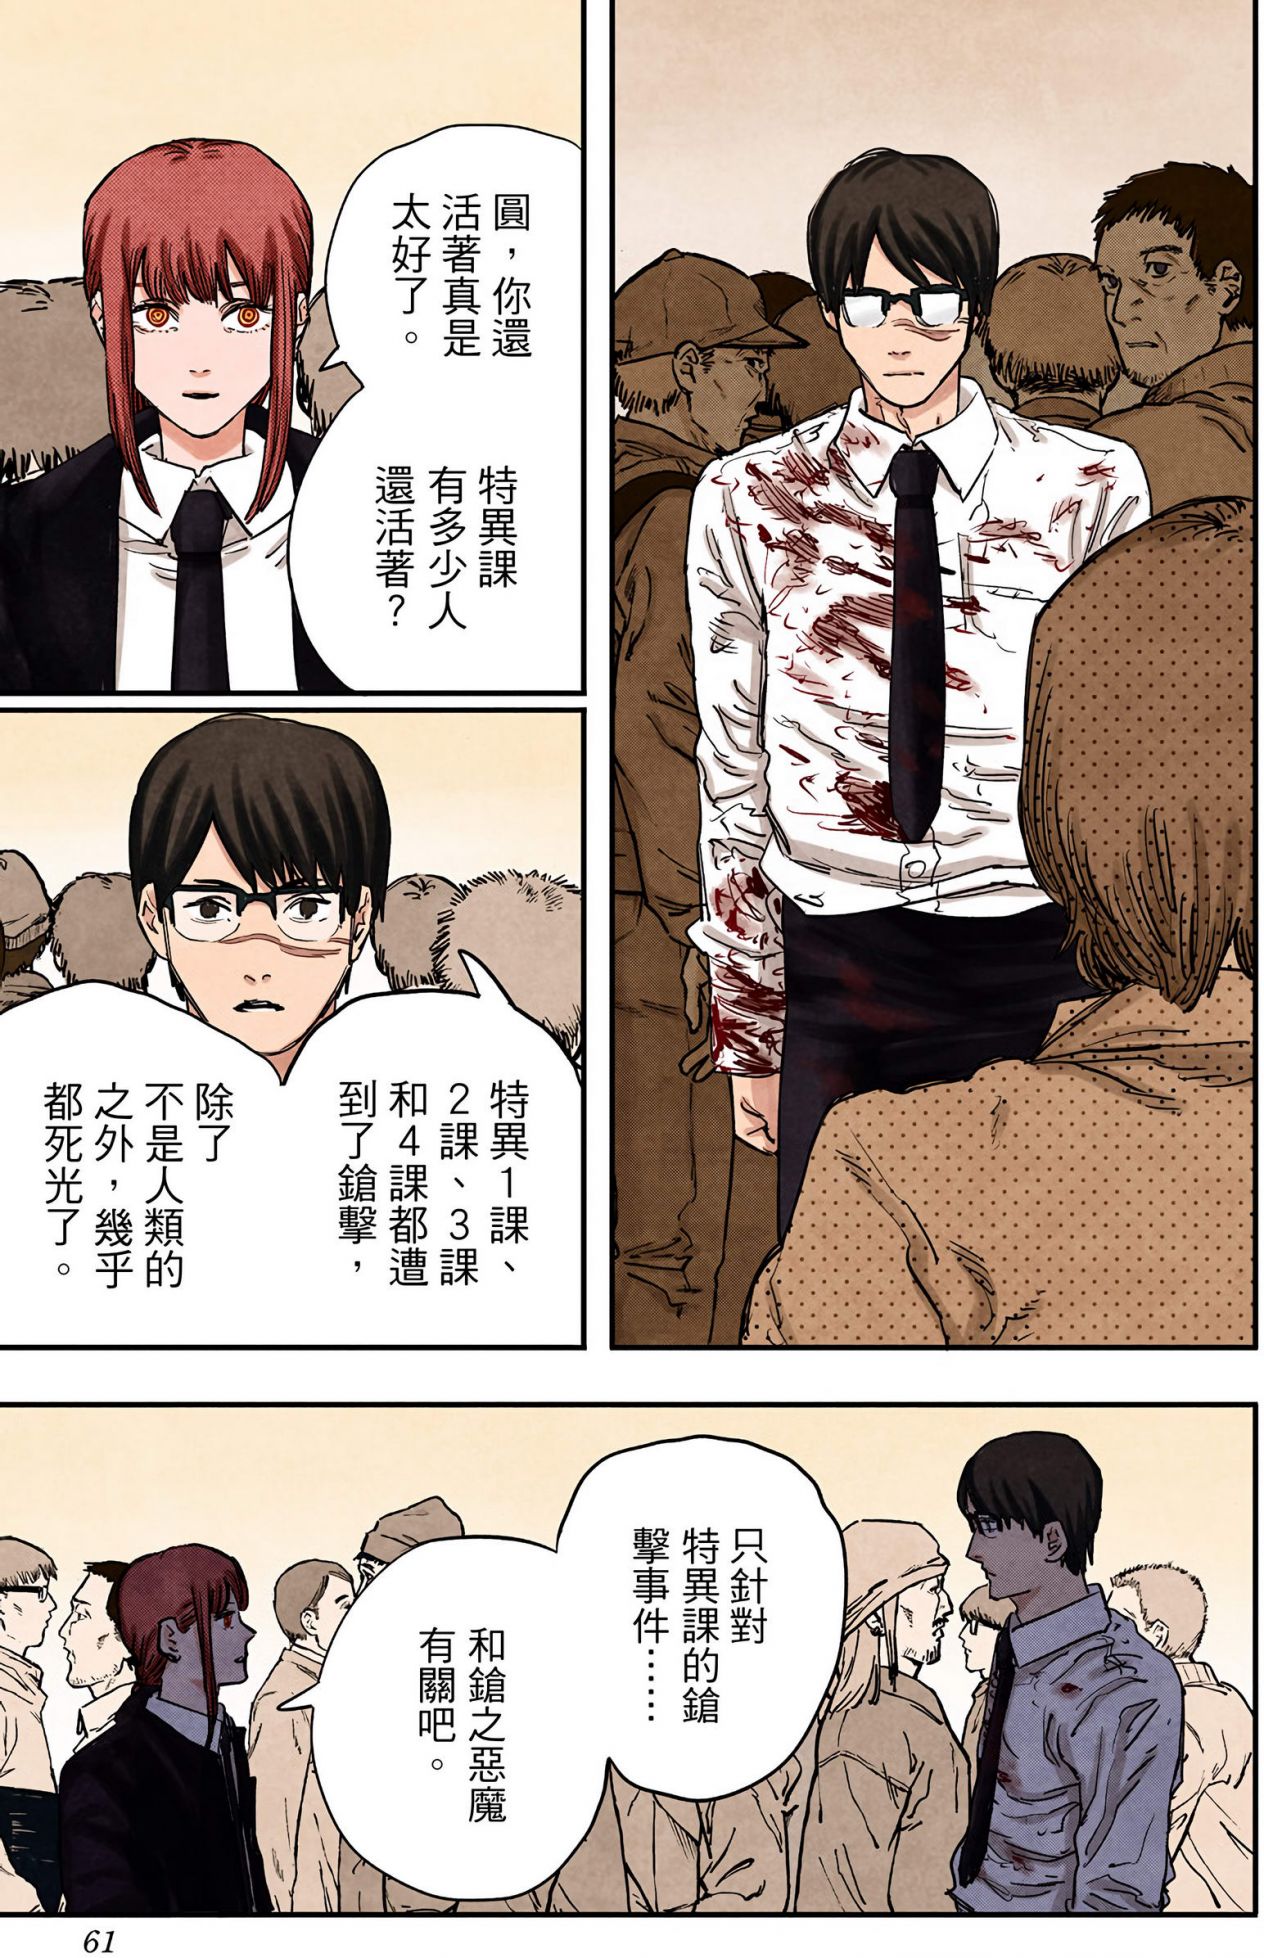 圓，你還
活著真是
太好了。
特異課
有多少人
還活著？
特異1課、
2課、3課
和4課都遭
到了鎗擊，
除了
不是人類的
之外，幾乎
都死光了。
只針對
特異課的鎗
擊事件……
和鎗之惡魔
有關吧。
61